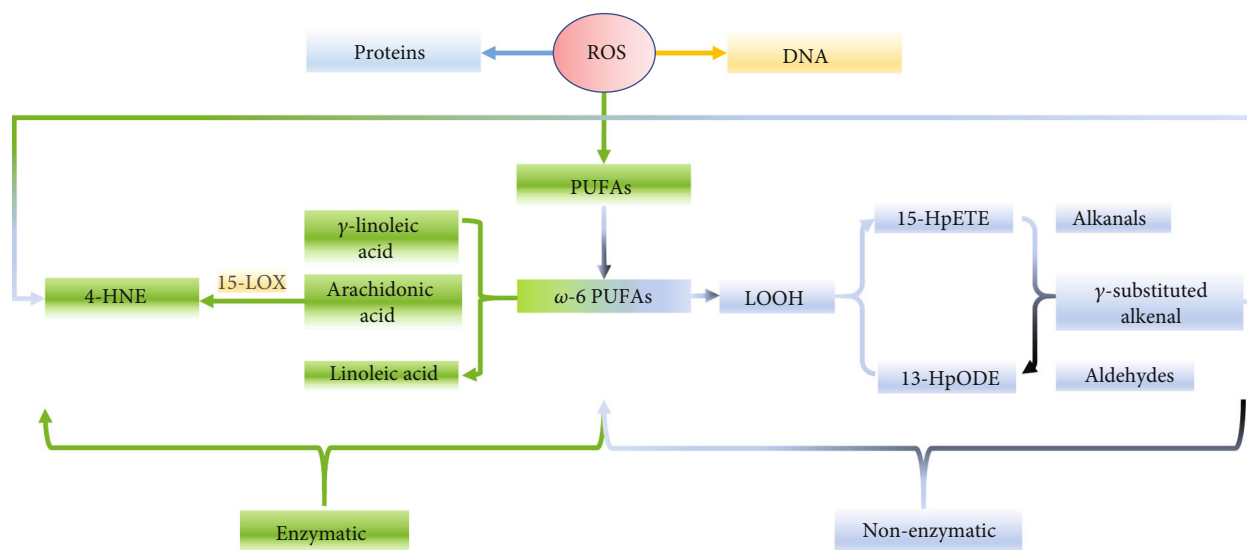 Proteins
ROS
DNA
PUFAs
γ-linoleic
acid
15-HpETE
Alkanals
4-HNE
15-LOX
Arachidonic
acid
ω-6 PUFAs
LOOH
γ-substituted
alkenal
Linoleic acid
13-HpODE
Aldehydes
Enzymatic
Non-enzymatic